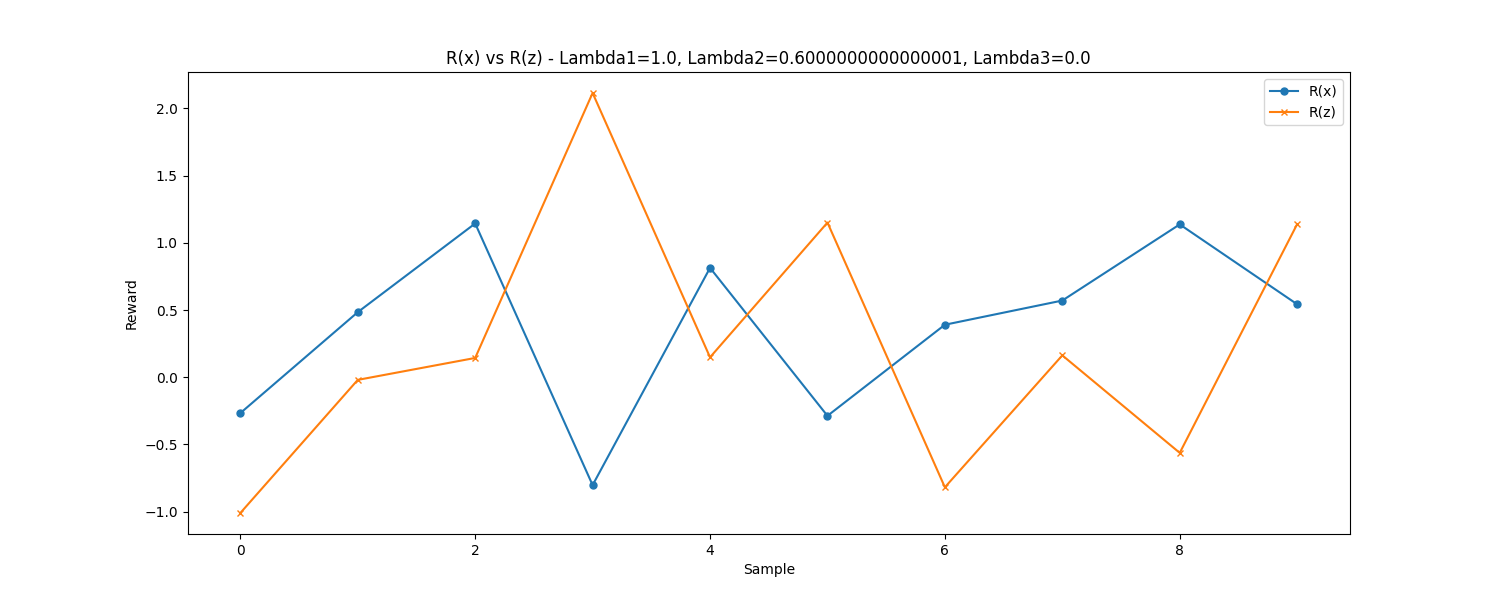 R(x) vs R(z) - Lambda1=1.0, Lambda2=0.6000000000000001, Lambda3=0.0
R(x)
R(z)
2.0
1.5
1.0
0.5
0.0
−0.5
−1.0
Reward
0 2 4 6 8
Sample